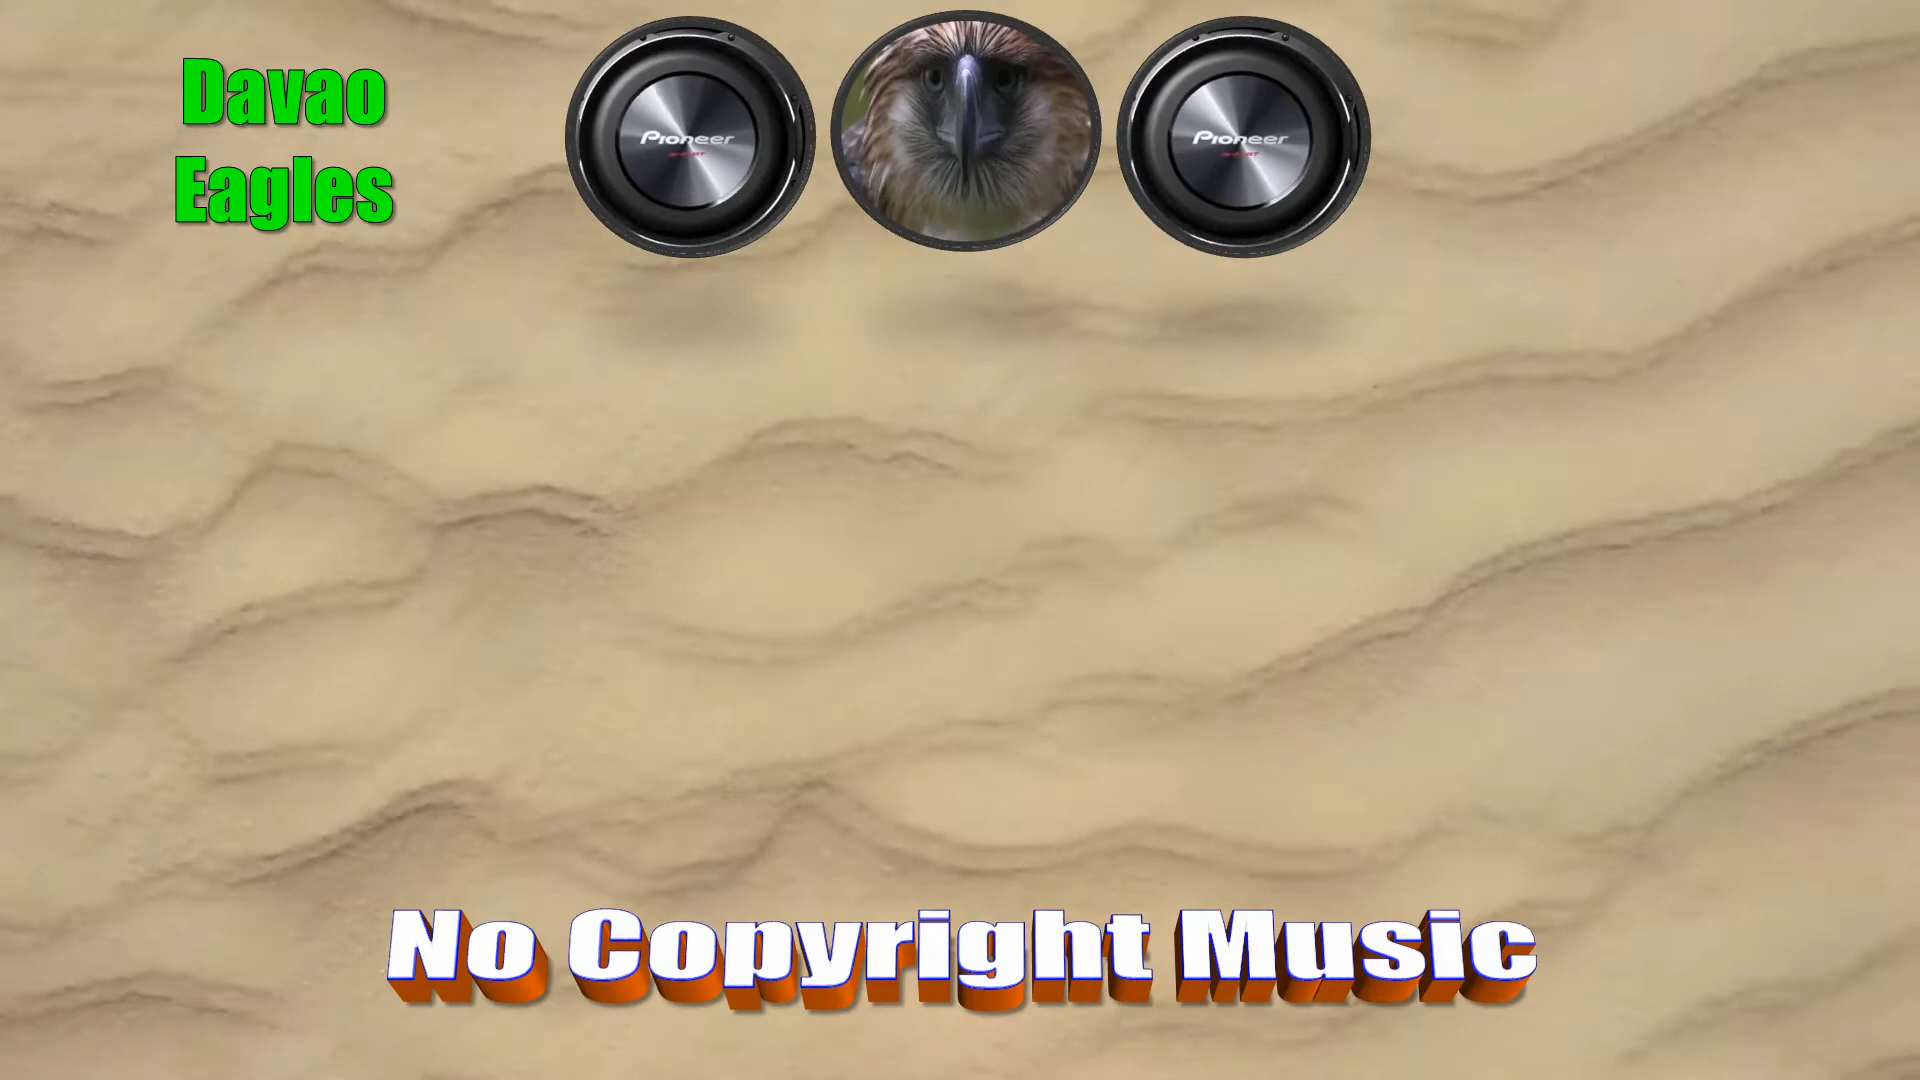 Davao
Eagles
Pioneer
Pioneer
No Copyright Music